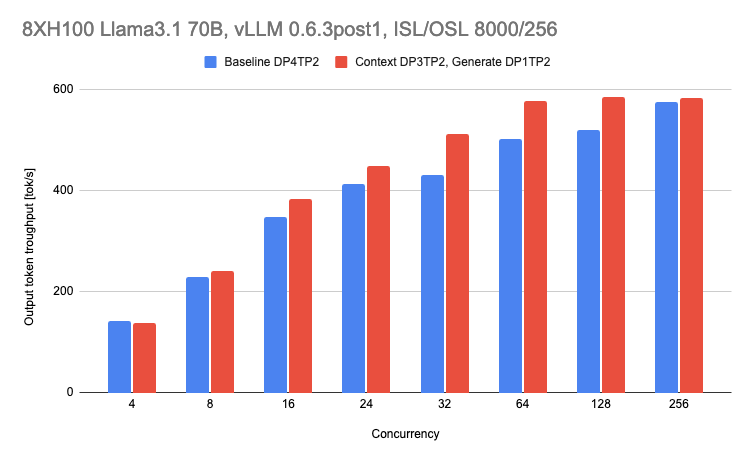 8XH100 Llama3.1 70B, vLLM 0.6.3post1, ISL/OSL 8000/256
Baseline DP4TP2 Context DP3TP2, Generate DP1TP2
Output token troughput [tok/s]
600
400
200
0
4 8 16 24 32 64 128 256
Concurrency